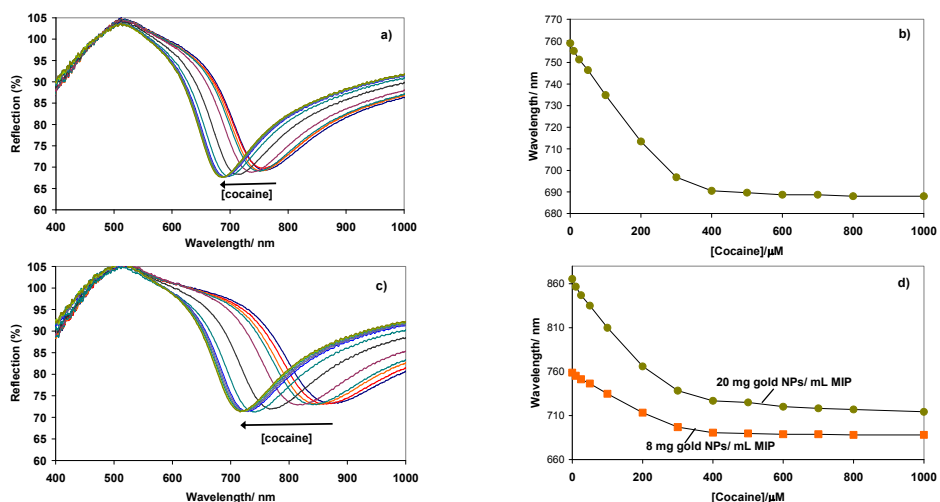 a)
105
100
95
90
85
80
75
70
65
60
Reflection (%)
[cocaine]
400 500 600 700 800 900 1000
Wavelength/ nm
b)
770
760
750
740
730
720
710
700
690
680
Wavelength/ nm
0 200 400 600 800 1000
[Cocaine]/µM
c)
105
100
95
90
85
80
75
70
65
60
Reflection (%)
[cocaine]
400 500 600 700 800 900 1000
Wavelength/ nm
d)
860
810
760
710
660
Wavelength/ nm
20 mg gold NPs/ mL MIP
8 mg gold NPs/ mL MIP
0 200 400 600 800 1000
[Cocaine]/µM